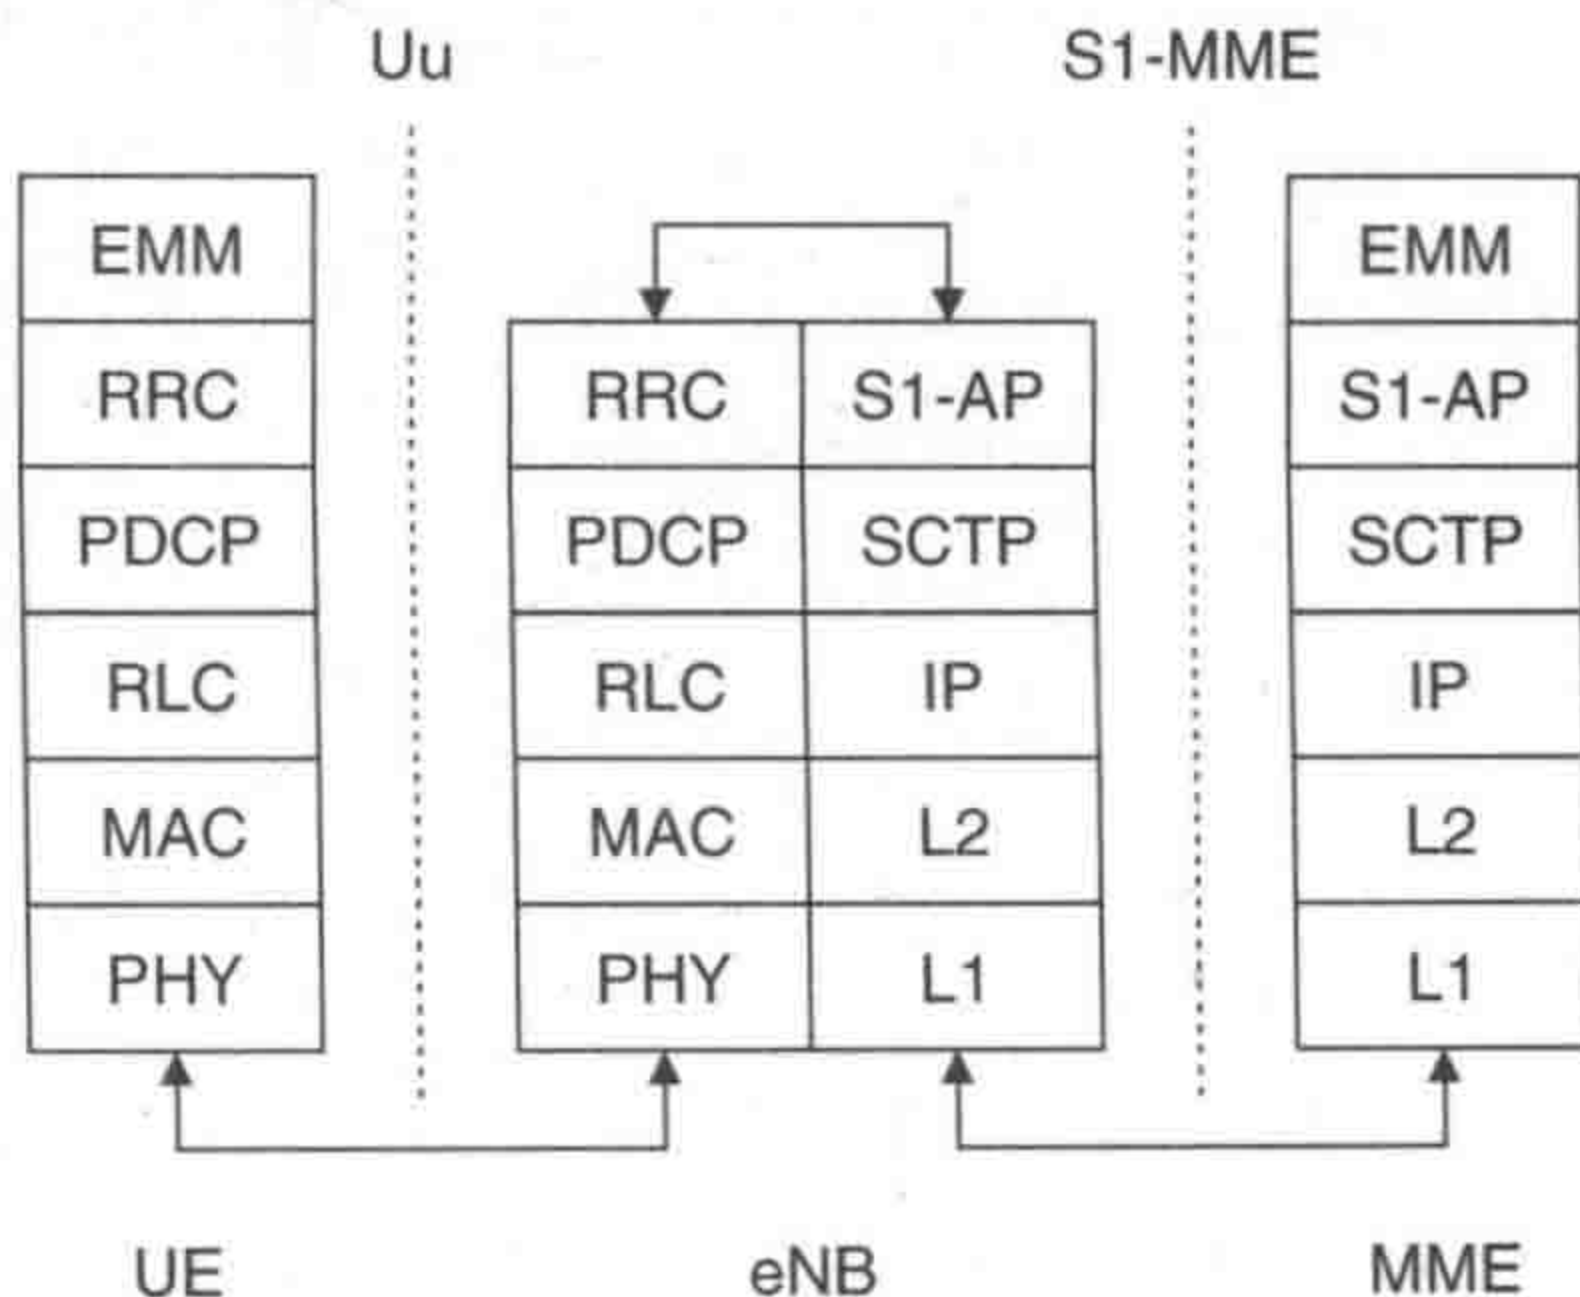 Uu S1-MME
EMM EMM
RRC RRC S1-AP S1-AP
PDCP PDCP SCTP SCTP
RLC RLC IP IP
MAC MAC L2 L2
PHY PHY L1 L1
UE eNB MME